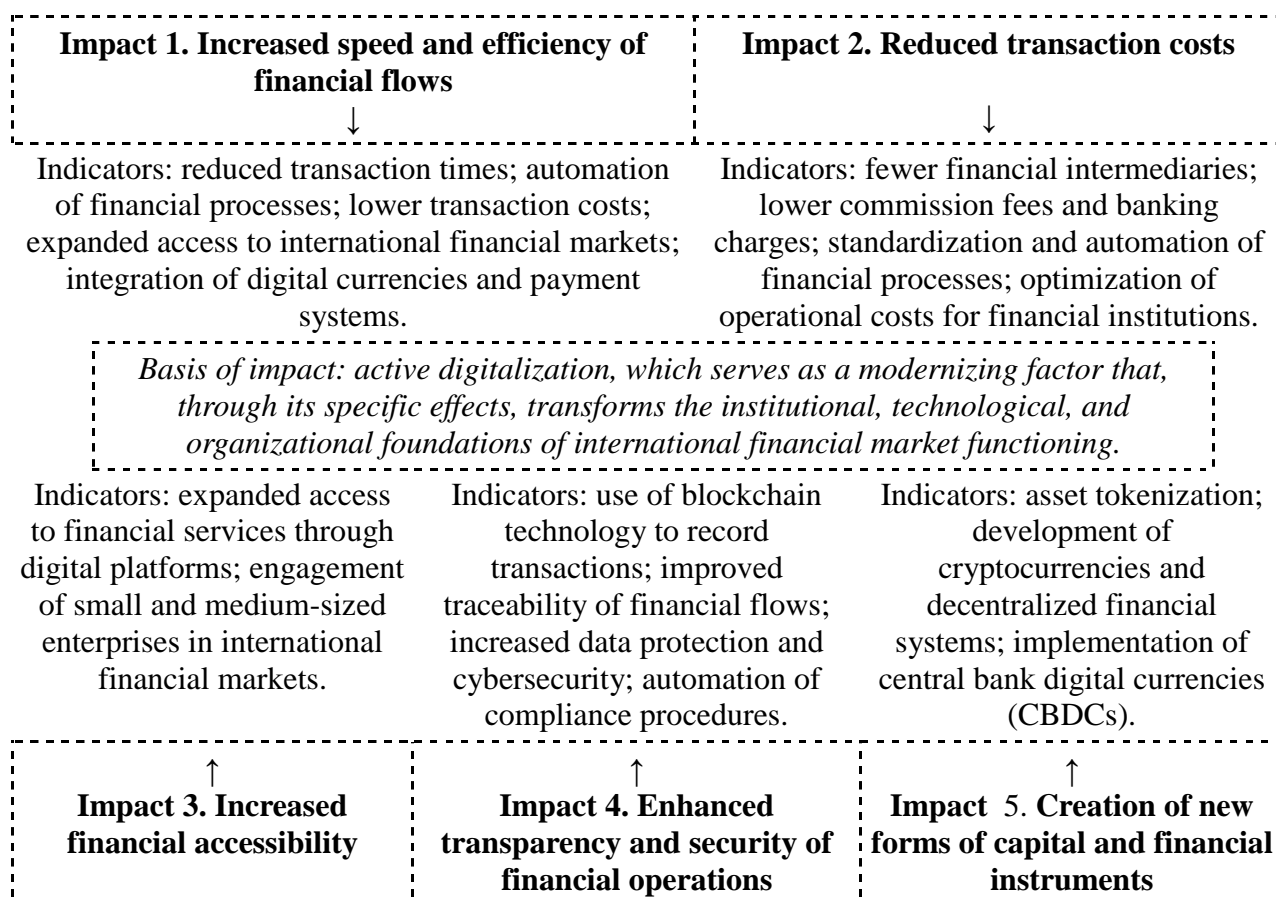 Impact 1. Increased speed and efficiency of
financial flows
↓
Impact 2. Reduced transaction costs
↓
Indicators: reduced transaction times; automation
of financial processes; lower transaction costs;
expanded access to international financial markets;
integration of digital currencies and payment
systems.
Indicators: fewer financial intermediaries;
lower commission fees and banking
charges; standardization and automation of
financial processes; optimization of
operational costs for financial institutions.
Basis of impact: active digitalization, which serves as a modernizing factor that,
through its specific effects, transforms the institutional, technological, and
organizational foundations of international financial market functioning.
Indicators: expanded access
to financial services through
digital platforms; engagement
of small and medium-sized
enterprises in international
financial markets.
Indicators: use of blockchain
technology to record
transactions; improved
traceability of financial flows;
increased data protection and
cybersecurity; automation of
compliance procedures.
Indicators: asset tokenization;
development of
cryptocurrencies and
decentralized financial
systems; implementation of
central bank digital currencies
(CBDCs).
↑
Impact 3. Increased
financial accessibility
↑
Impact 4. Enhanced
transparency and security of
financial operations
↑
Impact 5. Creation of new
forms of capital and financial
instruments